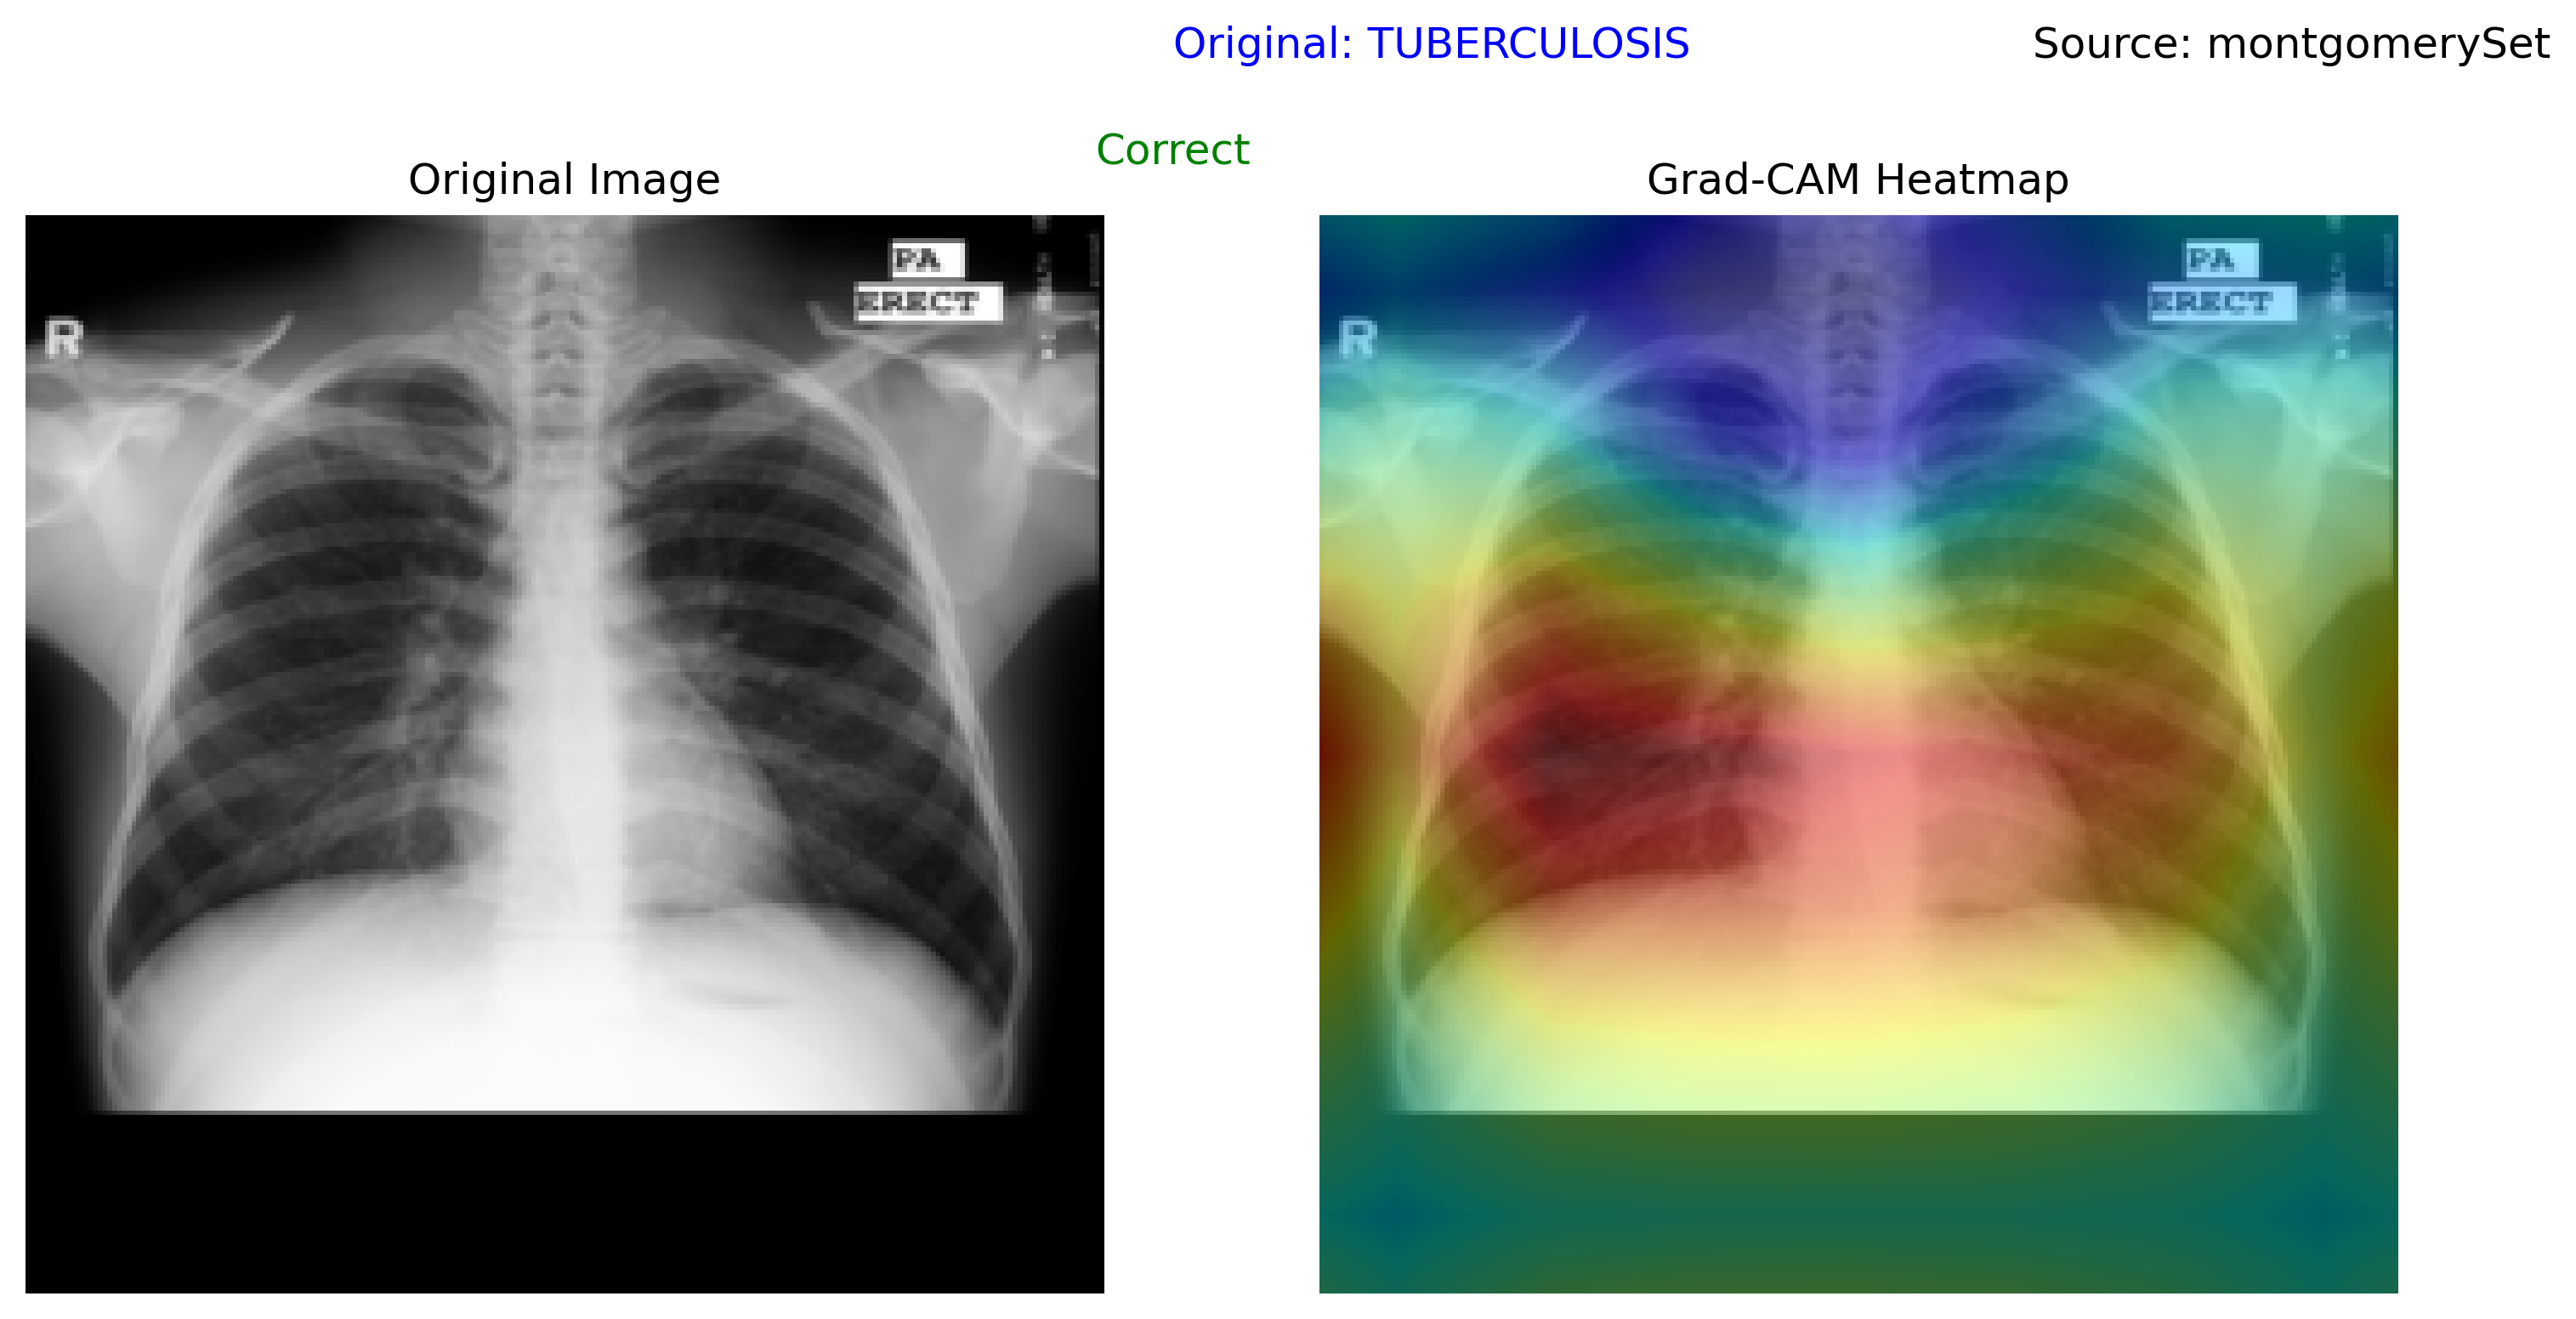 Original: TUBERCULOSIS
Source: montgomerySet
Correct
Original Image
Grad-CAM Heatmap
PA
ERECT
R
PA
ERECT
R